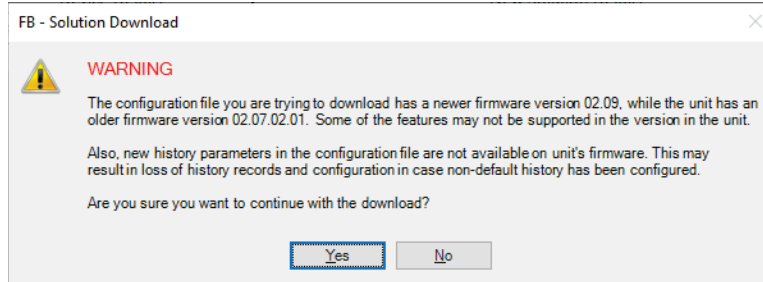 FB - Solution Download
WARNING
The configuration file you are trying to download has a newer firmware version 02.09, while the unit has an
older firmware version 02.07.02.01. Some of the features may not be supported in the version in the unit.
Also, new history parameters in the configuration file are not available on unit's firmware. This may
result in loss of history records and configuration in case non-default history has been configured.
Are you sure you want to continue with the download?
Yes No